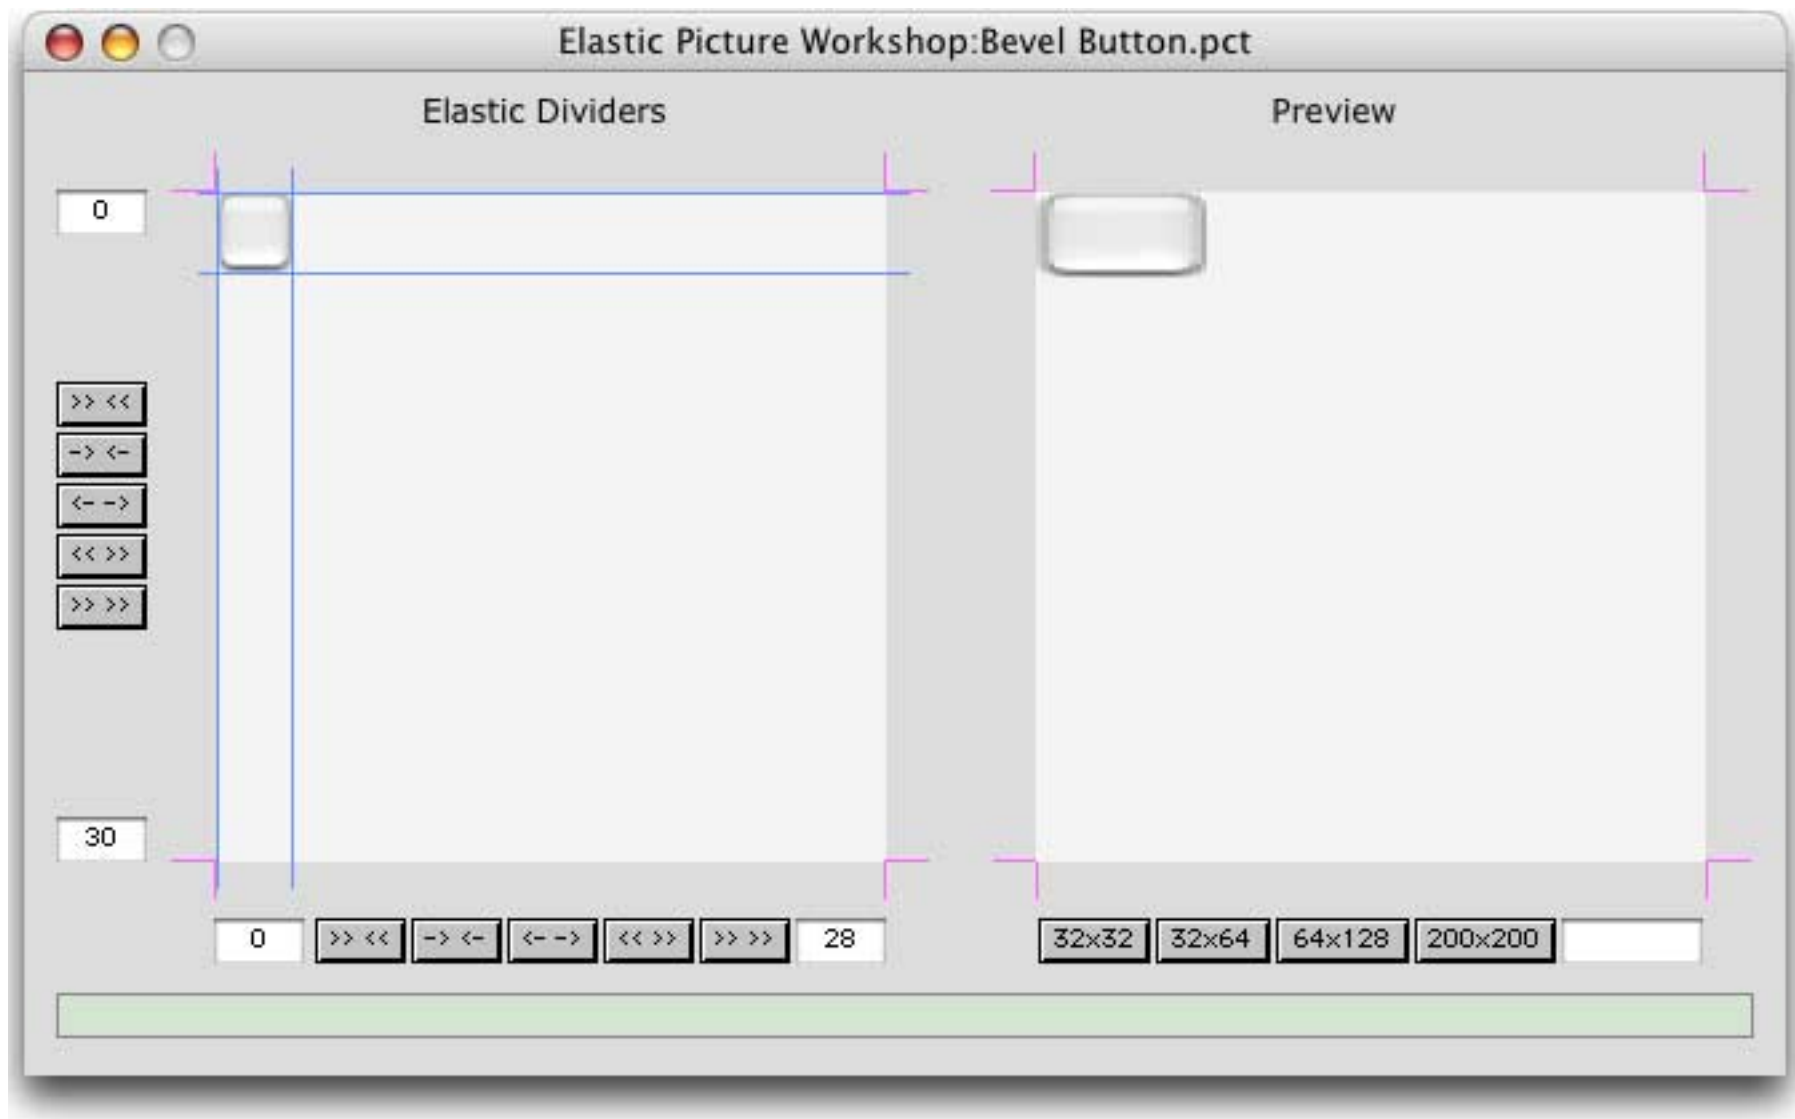 Elastic Picture Workshop:Bevel Button.pct
Elastic Dividers
Preview
0
>> <<
-> <-
<- ->
<< >>
>> >>
30
0 >> << -> <- <- -> << >> >> >> 28
32x32 32x64 64x128 200x200